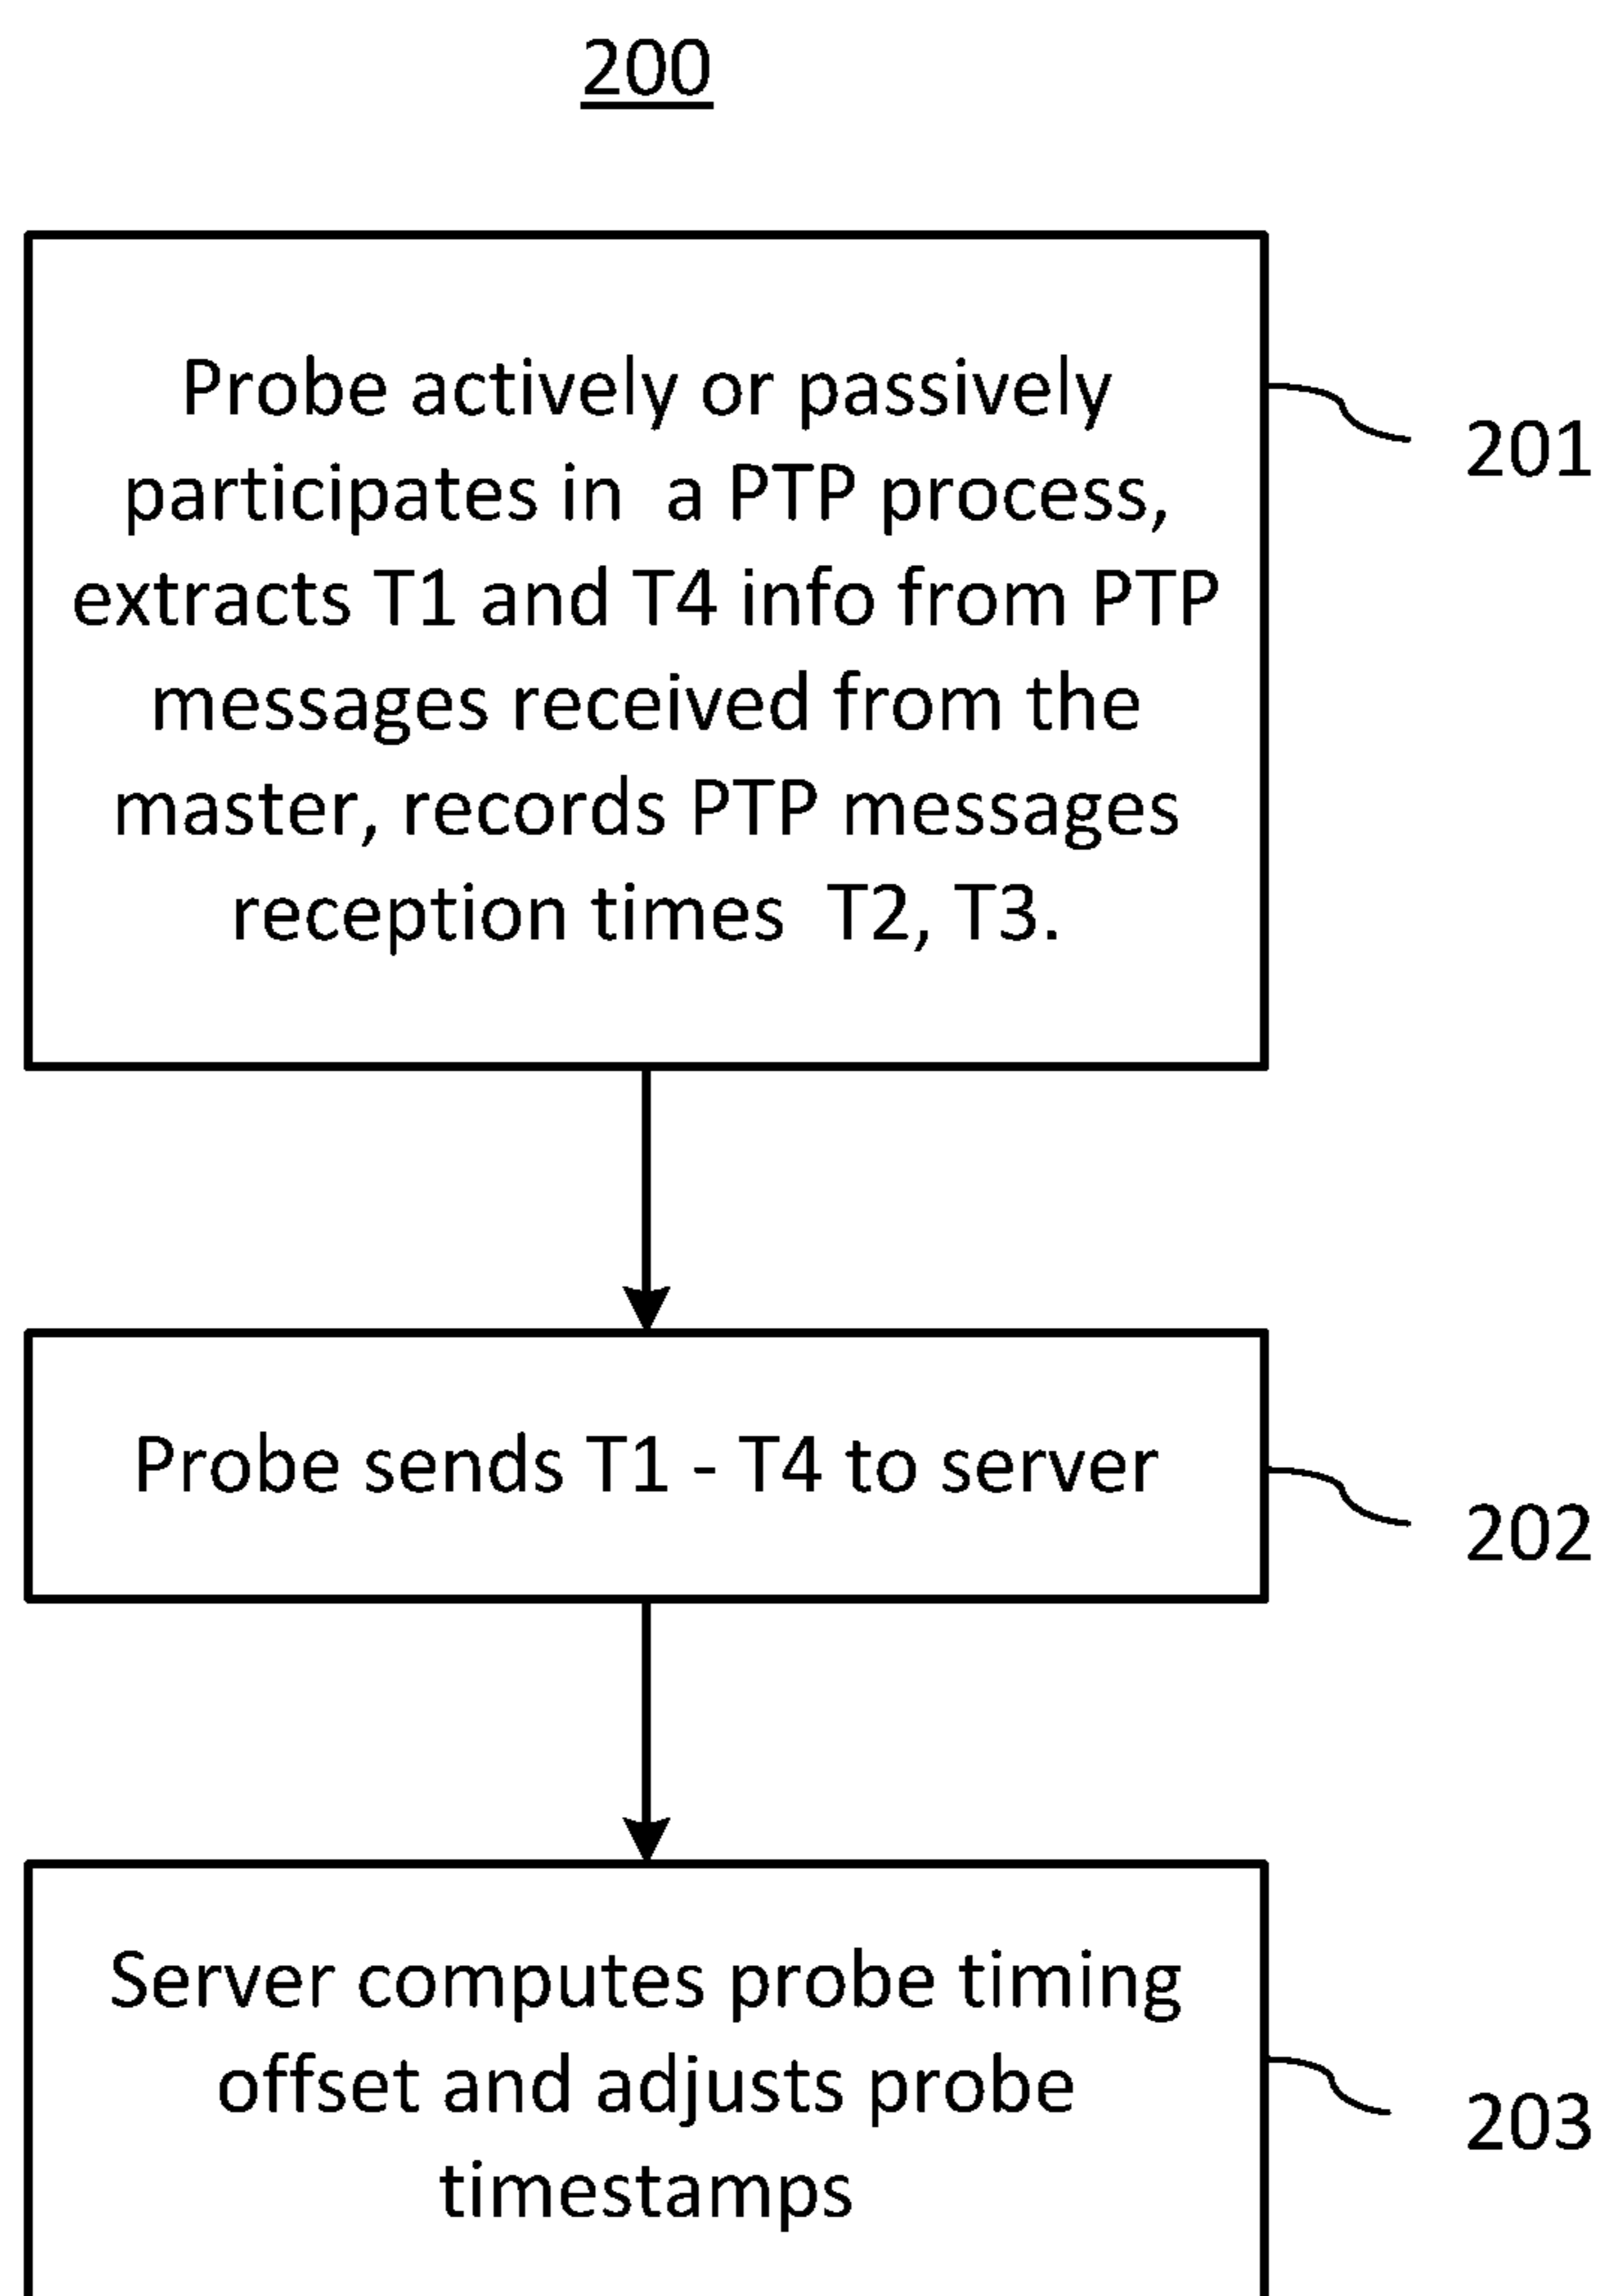 200
Probe actively or passively
participates in  a PTP process,
extracts T1 and T4 info from PTP
messages received from the
master, records PTP messages
reception times  T2, T3.
201
Probe sends T1 - T4 to server
202
Server computes probe timing
offset and adjusts probe
timestamps
203